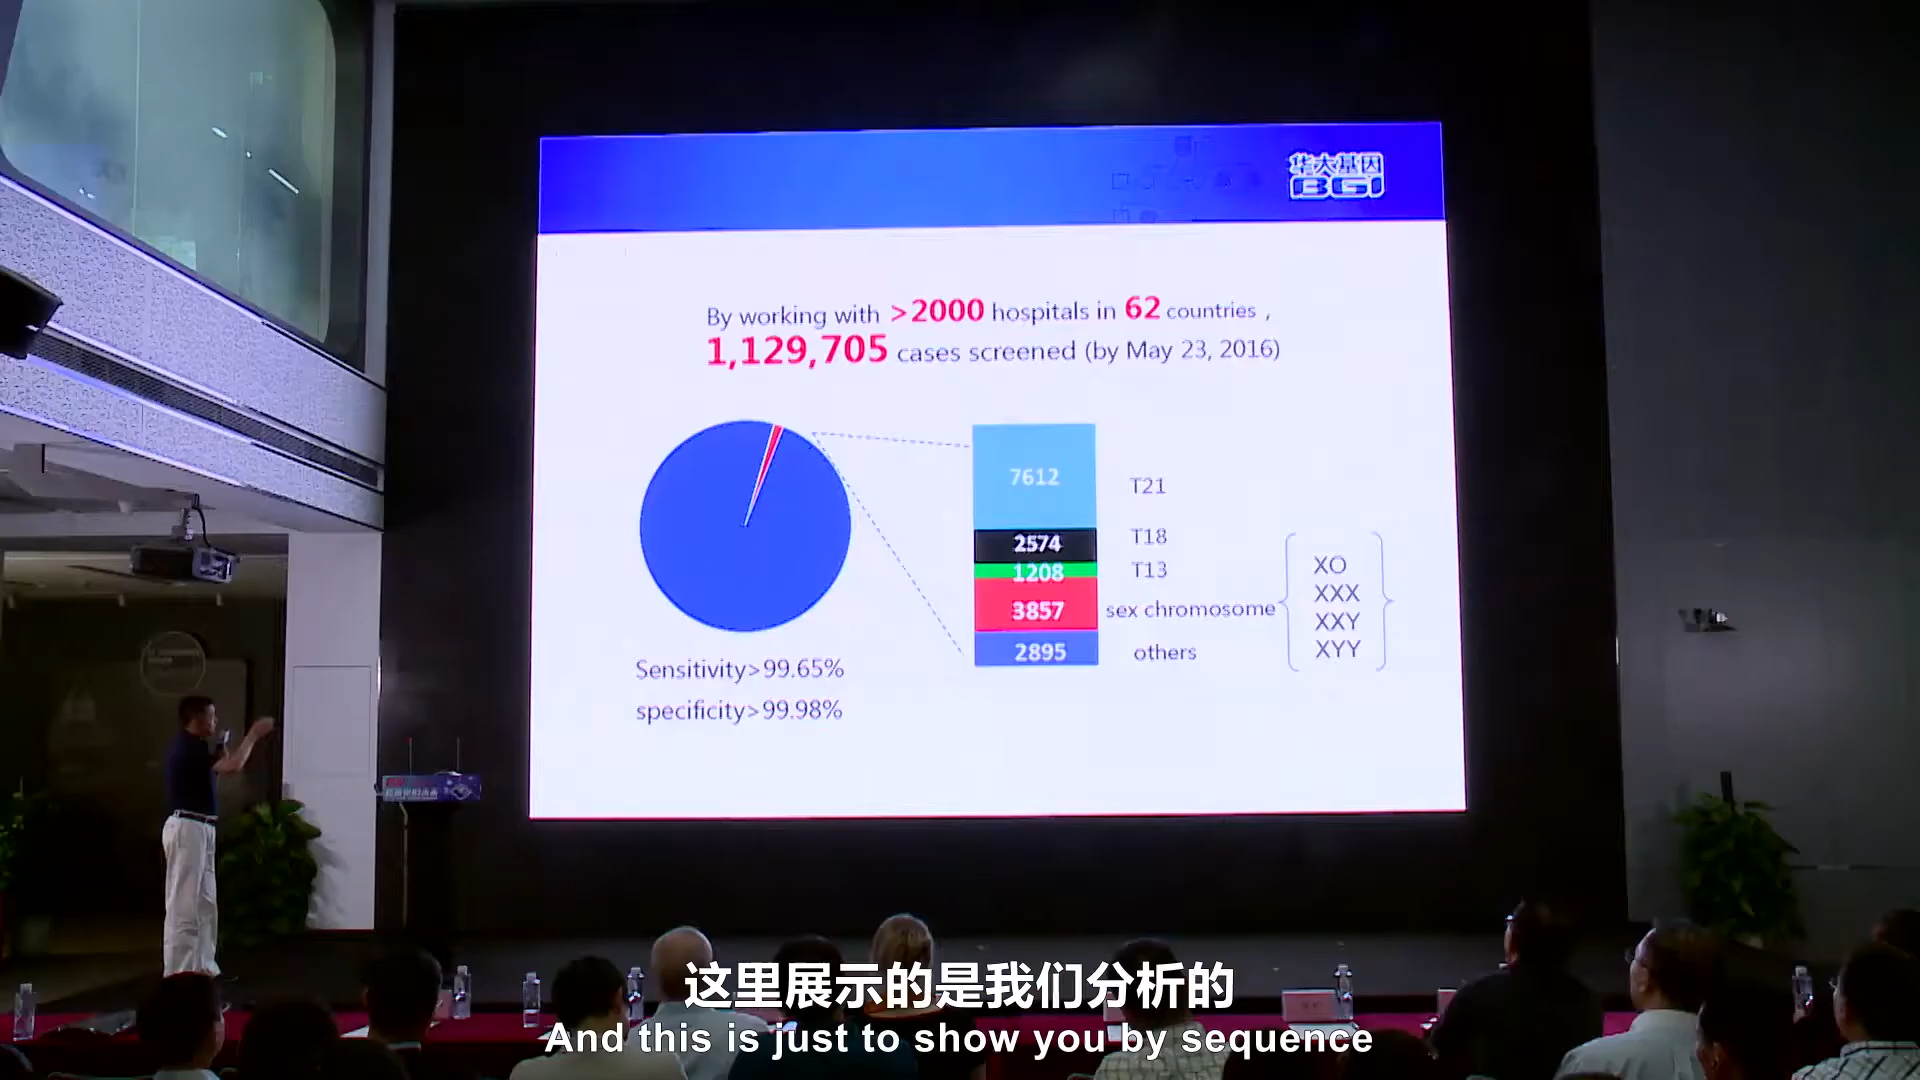 华大基因
BGI
By working with >2000 hospitals in 62 countries ,
1,129,705 cases screened (by May 23, 2016)
7612 T21
2574 T18
1208 T13
3857 sex chromosome
2895 others
XO
XXX
XXY
XYY
Sensitivity>99.65%
specificity>99.98%
这里展示的是我们分析的
And this is just to show you by sequence